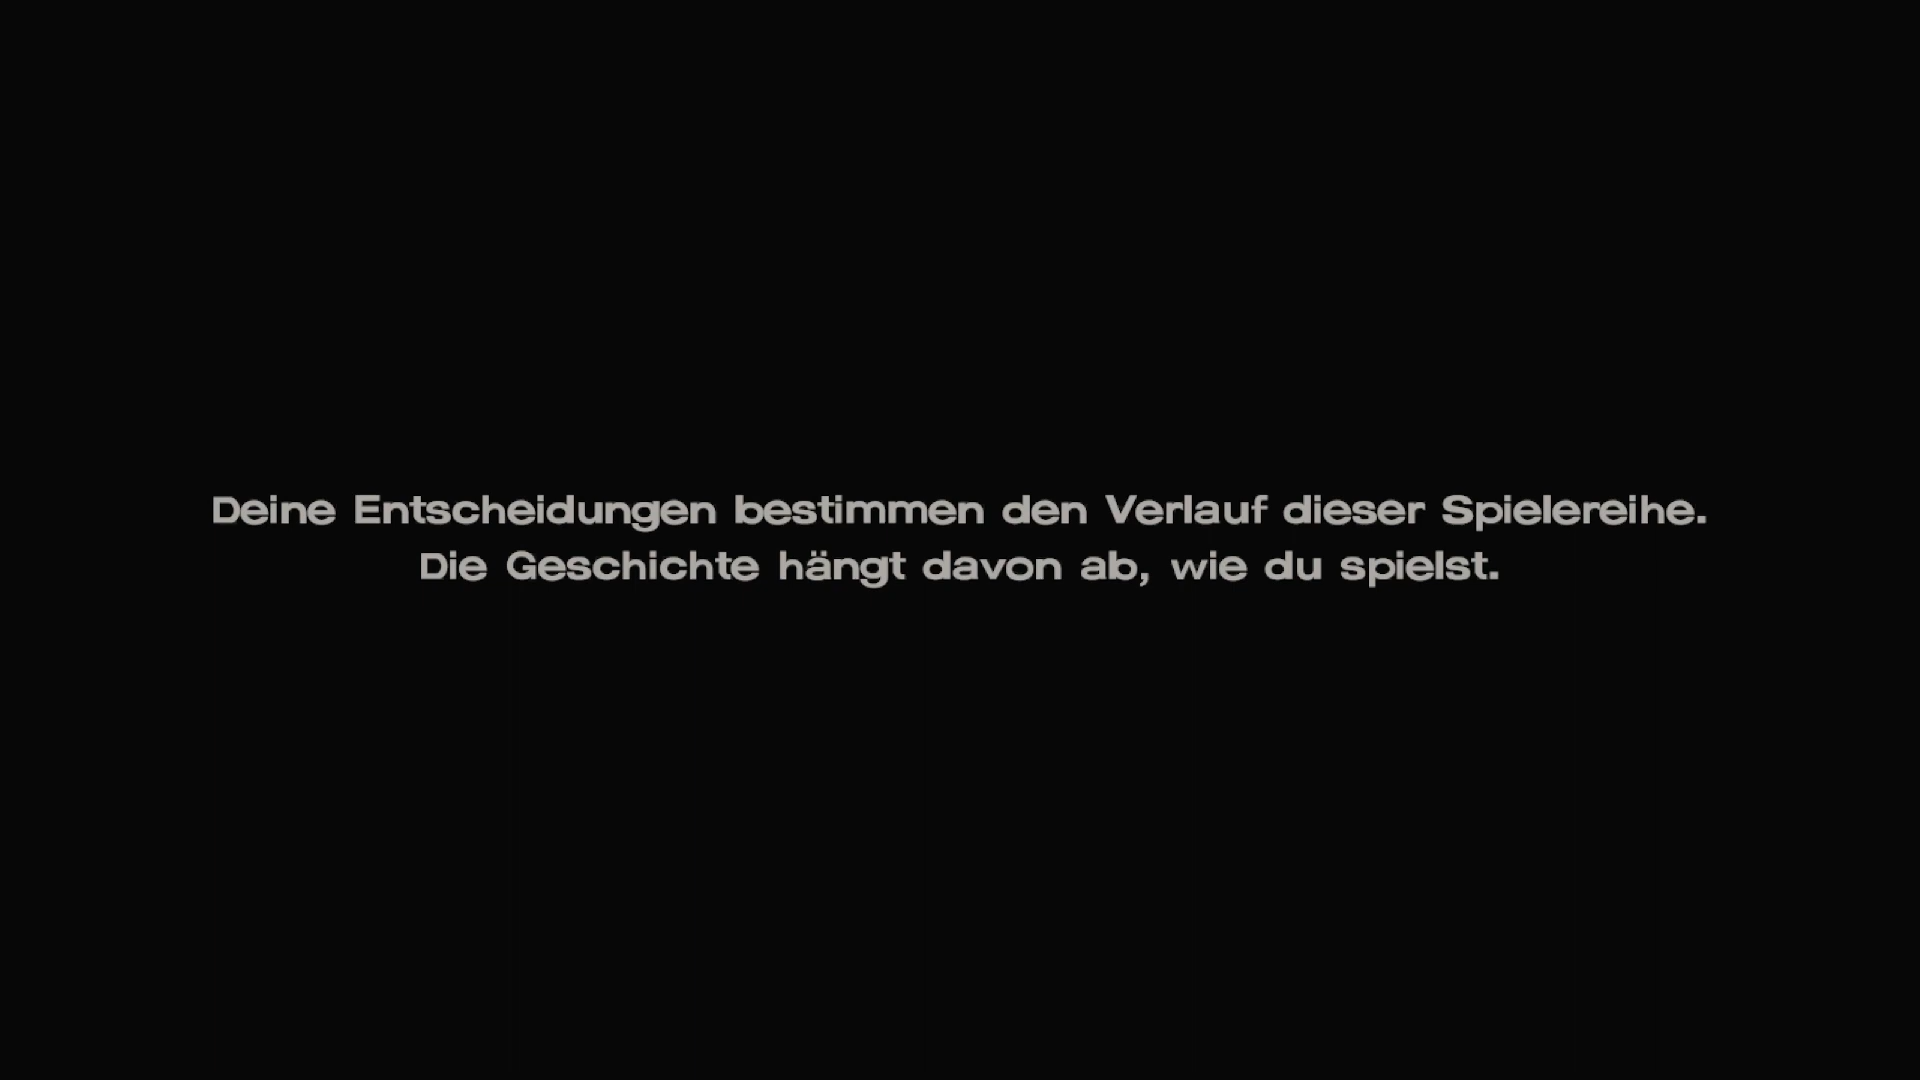 Deine Entscheidungen bestimmen den Verlauf dieser Spielereihe.
Die Geschichte hängt davon ab, wie du spielst.